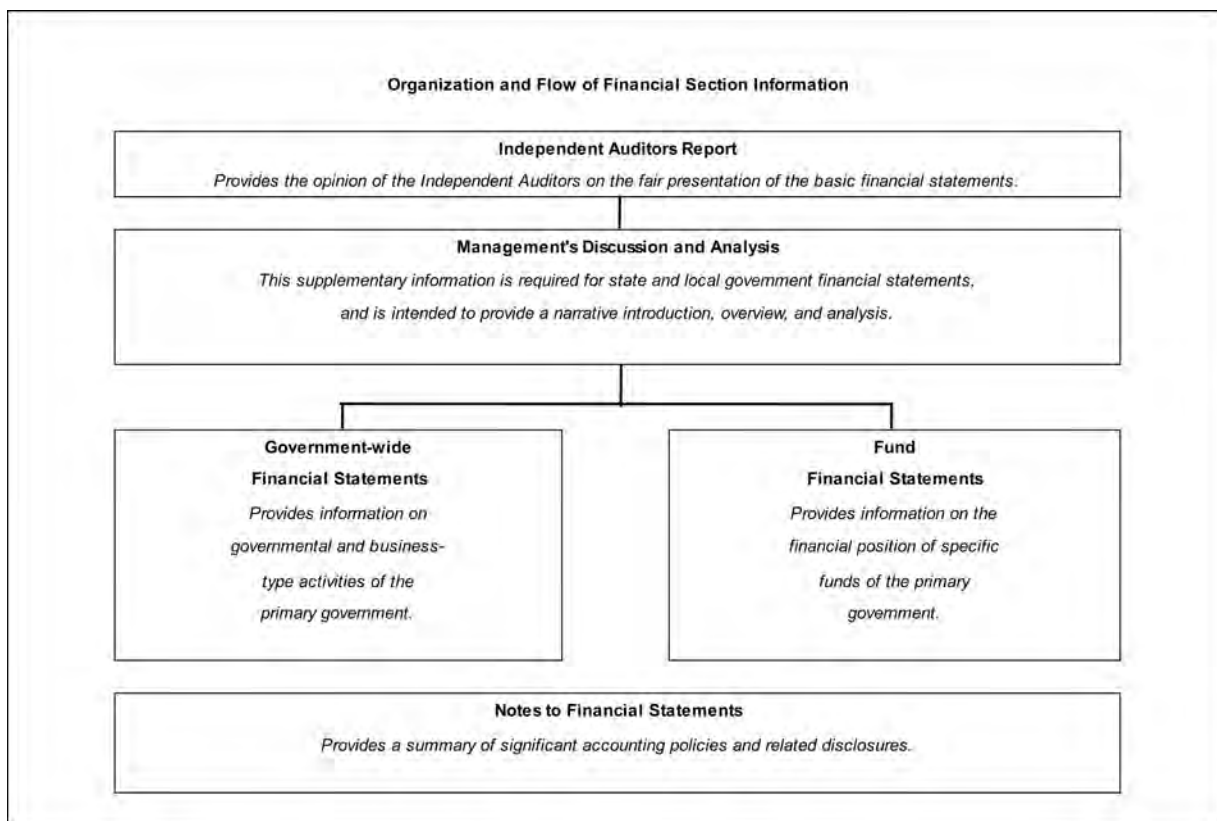 Organization and Flow of Financial Section Information
Independent Auditors Report
Provides the opinion of the Independent Auditors on the fair presentation of the basic financial statements.
Management's Discussion and Analysis
This supplementary information is required for state and local government financial statements,
and is intended to provide a narrative introduction, overview, and analysis.
Government-wide
Financial Statements
Provides information on
governmental and business-
type activities of the
primary government.
Fund
Financial Statements
Provides information on the
financial position of specific
funds of the primary
government.
Notes to Financial Statements
Provides a summary of significant accounting policies and related disclosures.